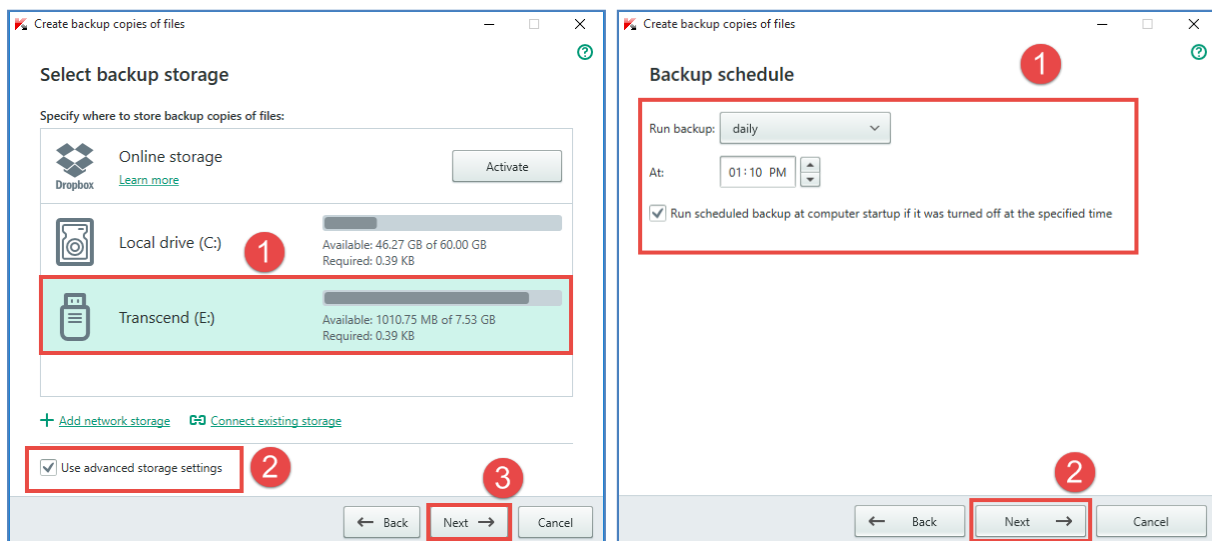 Create backup copies of files
Select backup storage
Specify where to store backup copies of files:
Dropbox
Online storage
Learn more
Activate
Local drive (C:)
Available: 46.27 GB of 60.00 GB
Required: 0.39 KB
1
Transcend (E:)
Available: 1010.75 MB of 7.53 GB
Required: 0.39 KB
Add network storage
Connect existing storage
Use advanced storage settings
2
3
Back
Next
Cancel
Create backup copies of files
Backup schedule
1
Run backup: daily
At: 01:10 PM
Run scheduled backup at computer startup if it was turned off at the specified time
2
Back
Next
Cancel